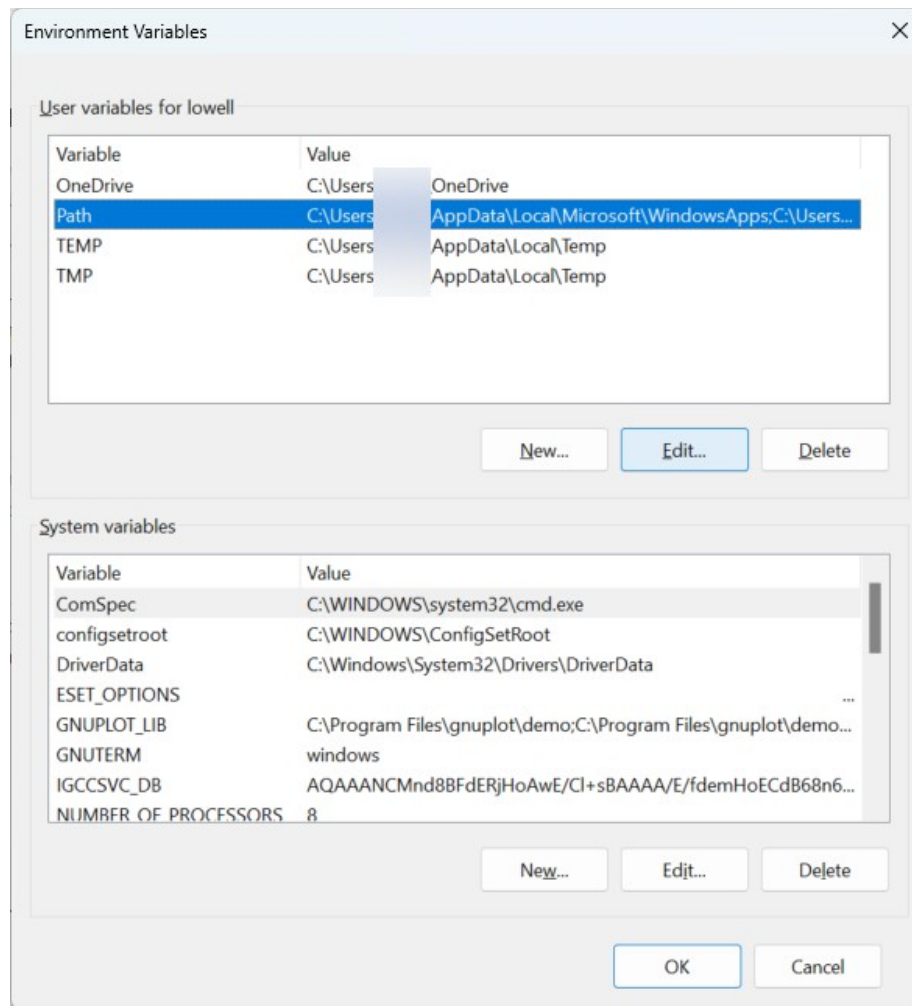 Environment Variables
User variables for lowell
Variable Value
OneDrive C:\Users OneDrive
Path C:\Users AppData\Local\Microsoft\WindowsApps;C:\Users...
TEMP C:\Users AppData\Local\Temp
TMP C:\Users AppData\Local\Temp
New... Edit... Delete
System variables
Variable Value
ComSpec C:\WINDOWS\system32\cmd.exe
configsetroot C:\WINDOWS\ConfigSetRoot
DriverData C:\Windows\System32\Drivers\DriverData
ESET_OPTIONS ...
GNUPLOT_LIB C:\Program Files\gnuplot\demo;C:\Program Files\gnuplot\demo...
GNUTERM windows
IGCCSVC_DB AQAAANCMnd8BFdERjHoAwE/Cl+sBAAAA/E/fdemHoECdB68n6...
NUMBER_OF_PROCESSORS 8
New... Edit... Delete
OK Cancel